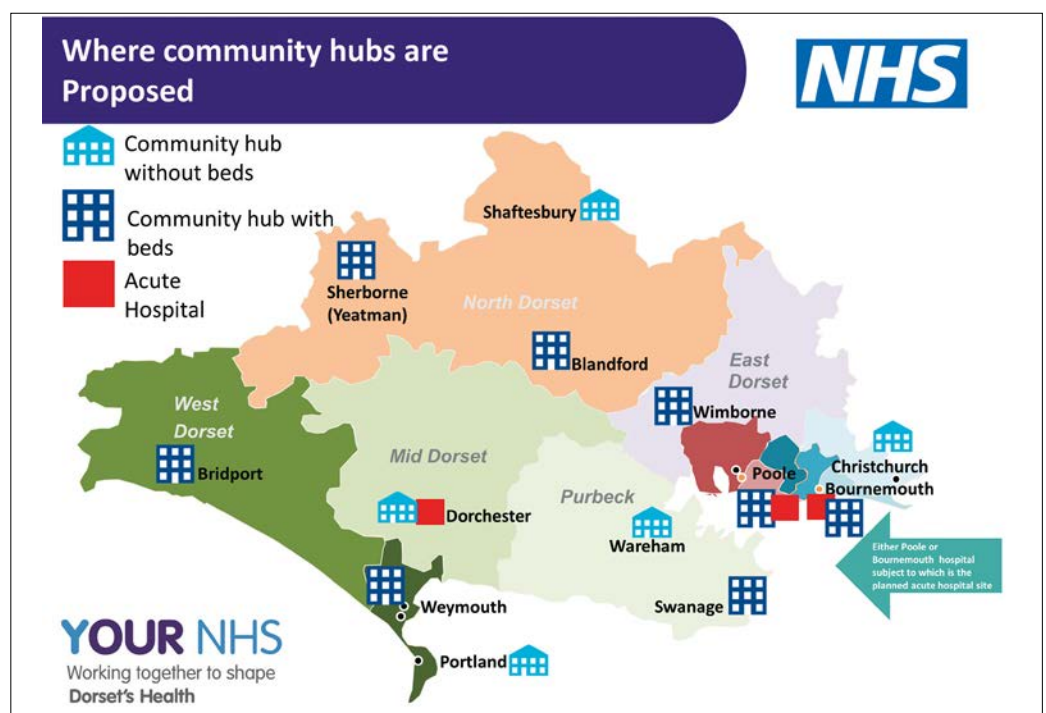 Where community hubs are
Proposed
NHS
Community hub
without beds
Community hub with
beds
Acute
Hospital
Shaftesbury
Sherborne
(Yeatman)
North Dorset
Blandford
East
Dorset
Wimborne
West
Dorset
Bridport
Mid Dorset
Poole
Christchurch
Bournemouth
Purbeck
Dorchester
Wareham
Either Poole or
Bournemouth hospital
subject to which is the
planned acute hospital site
Weymouth
Swanage
Portland
YOUR NHS
Working together to shape
Dorset's Health